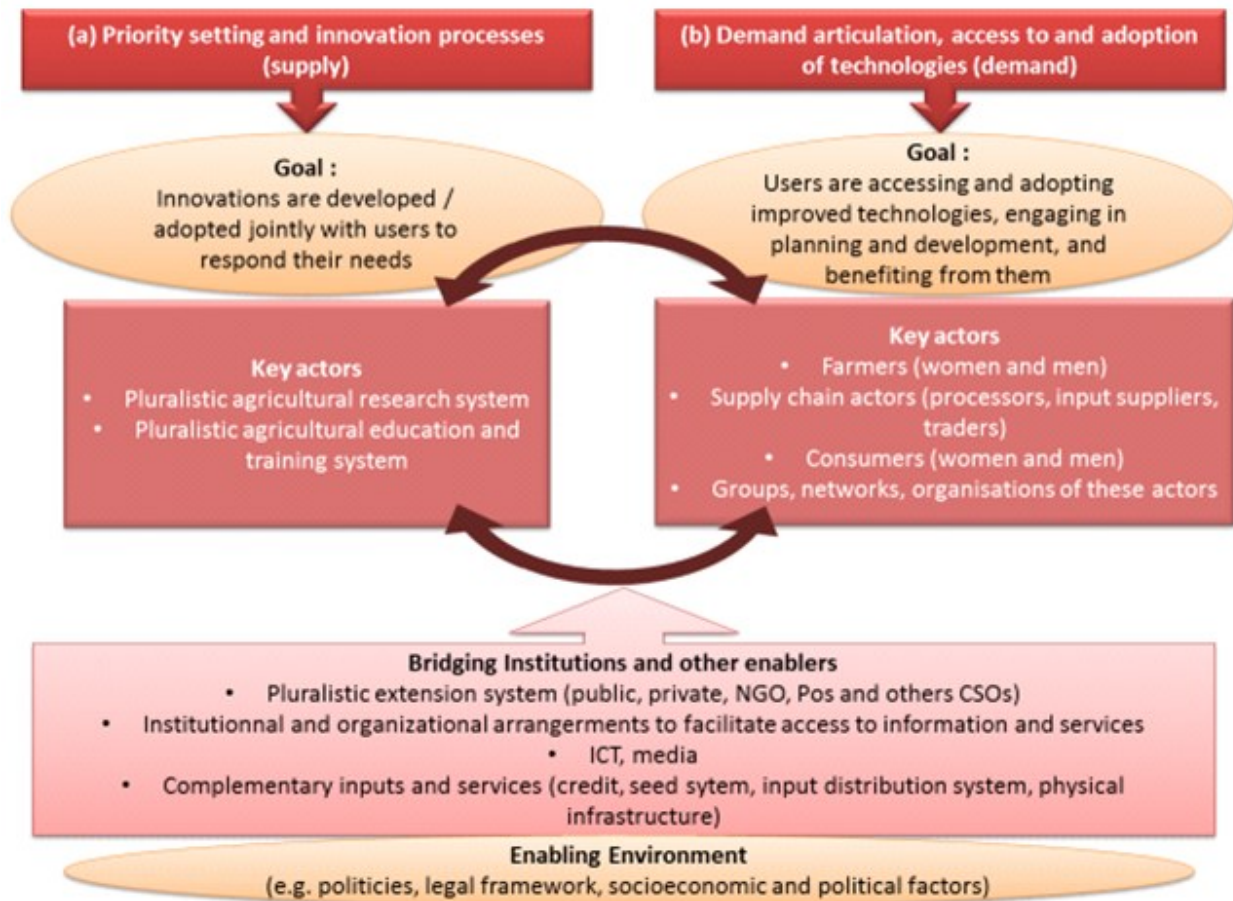 (a) Priority setting and innovation processes
(supply)
Goal :
Innovations are developed /
adopted jointly with users to
respond their needs
Key actors
• Pluralistic agricultural research system
• Pluralistic agricultural education and
training system
(b) Demand articulation, access to and adoption
of technologies (demand)
Goal :
Users are accessing and adopting
improved technologies, engaging in
planning and development, and
benefiting from them
Key actors
• Farmers (women and men)
• Supply chain actors (processors, input suppliers,
traders)
• Consumers (women and men)
• Groups, networks, organisations of these actors
Bridging Institutions and other enablers
• Pluralistic extension system (public, private, NGO, Pos and others CSOs)
• Institutionnal and organizational arrangerments to facilitate access to information and services
• ICT, media
• Complementary inputs and services (credit, seed sytem, input distribution system, physical
infrastructure)
Enabling Environment
(e.g. politicies, legal framework, socioeconomic and political factors)